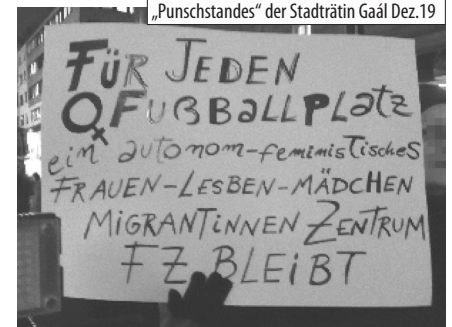 „Punschstandes“ der Stadträtin Gaál Dez.19
FÜR JEDEN
FUßBaLLPLatz
ein autonom-feministisches
FRAUEN-LESBEN-MÄDCHEN
MiGRANTiNNEN ZENTRUM
FZ BLEiBT